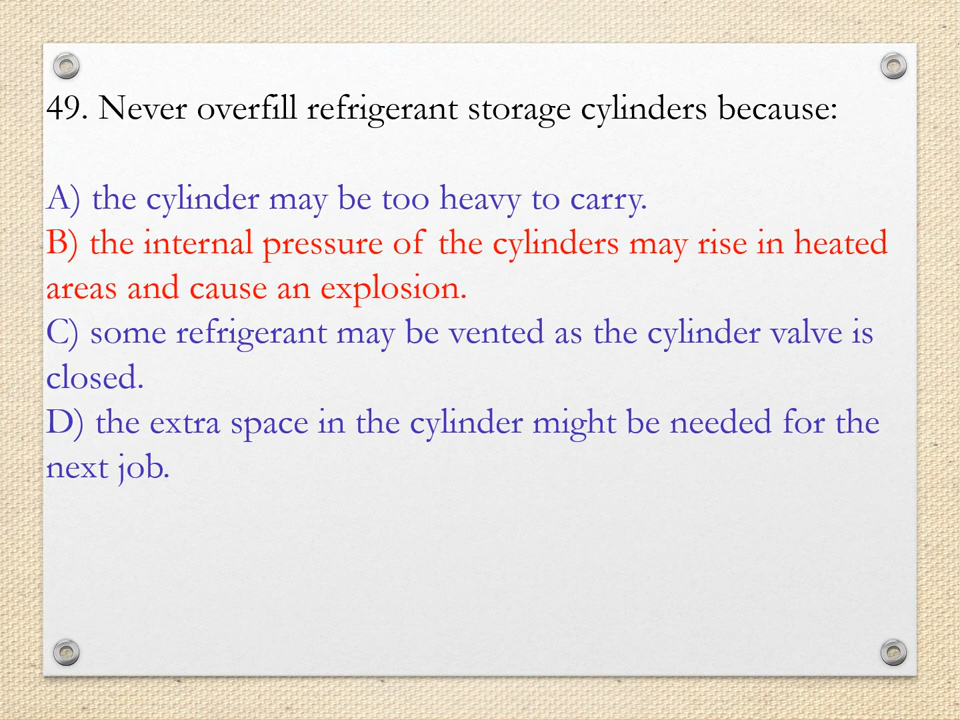 49. Never overfill refrigerant storage cylinders because:
A) the cylinder may be too heavy to carry.
B) the internal pressure of the cylinders may rise in heated
areas and cause an explosion.
C) some refrigerant may be vented as the cylinder valve is
closed.
D) the extra space in the cylinder might be needed for the
next job.